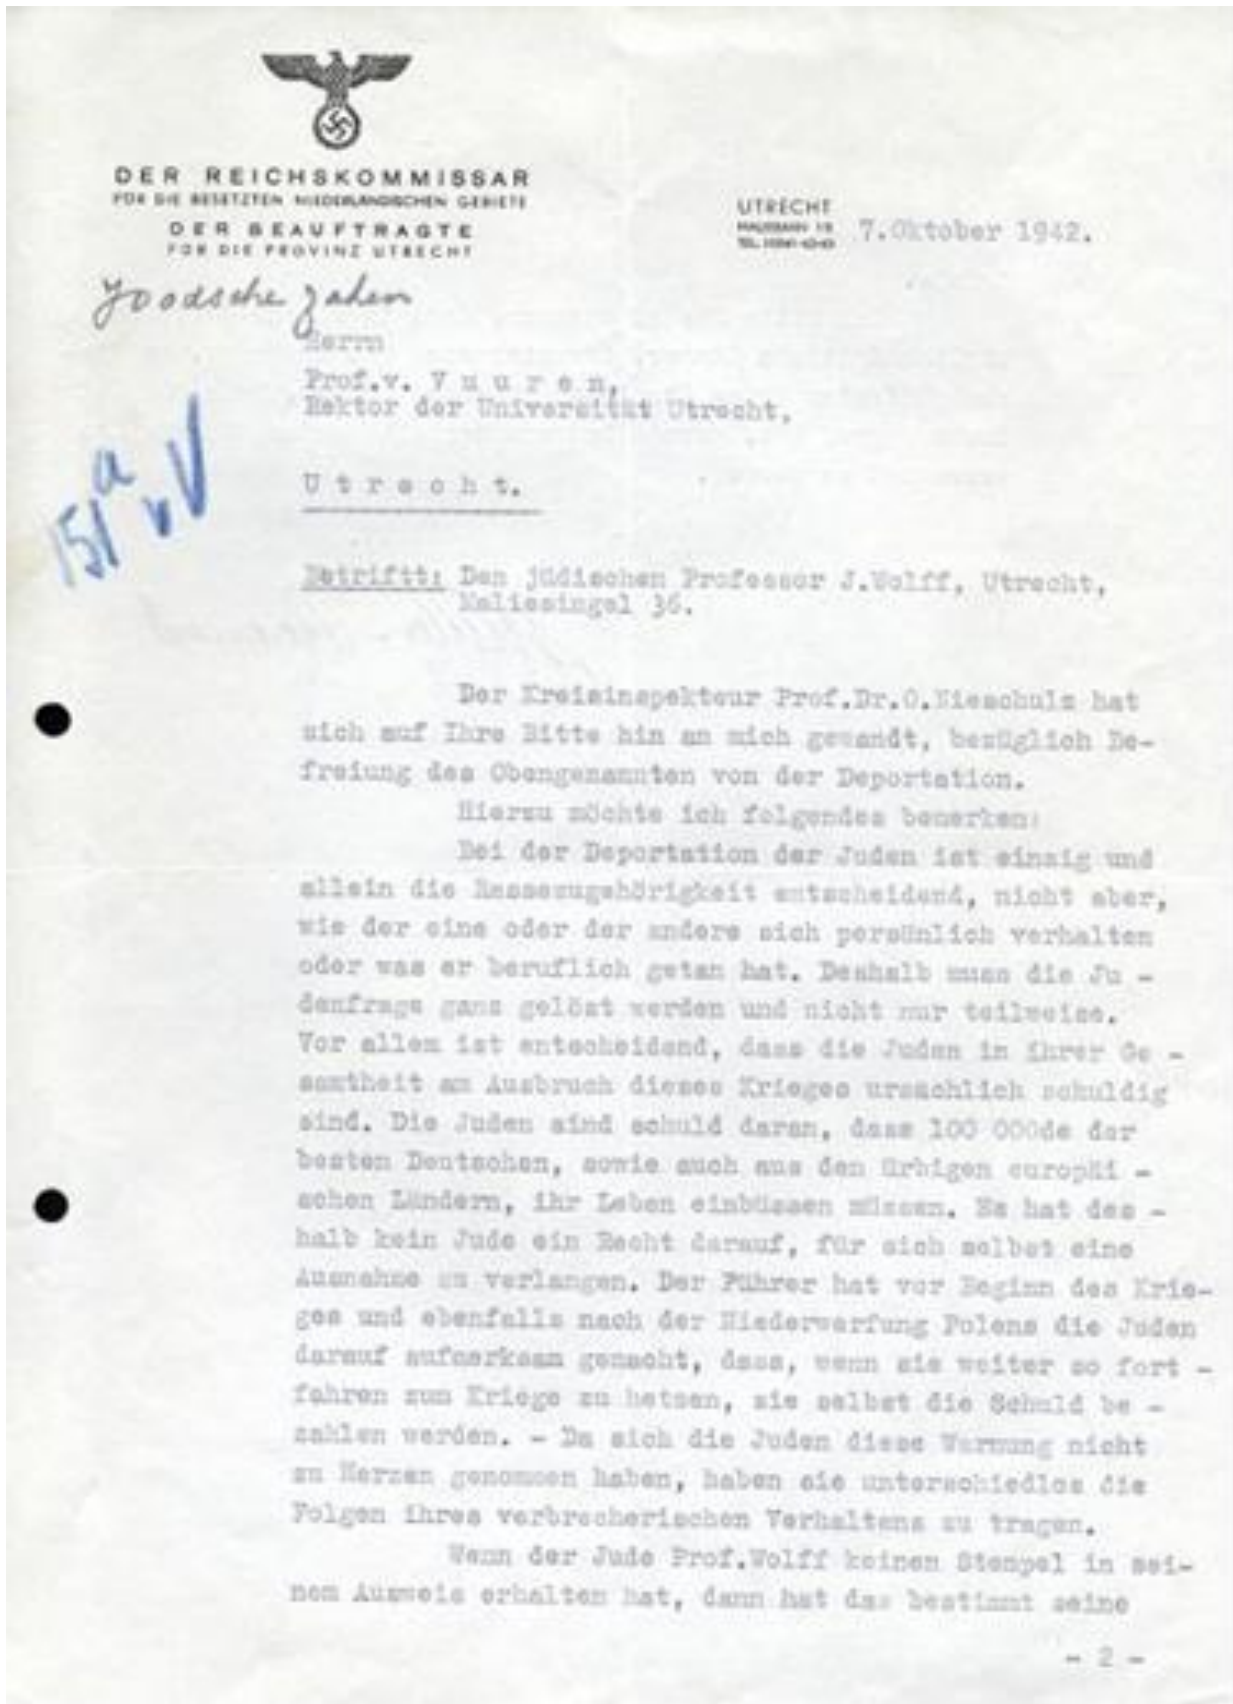 DER REICHSKOMMISSAR
FÜR DIE BESETZTEN NIEDERLÄNDISCHEN GEBIETE
DER BEAUFTRAGTE
FÜR DIE PROVINZ UTRECHT
UTRECHT
MALIEBAAN
TEL.
7.Oktober 1942.
Joodsche zaken
Herrn
Prof.v. V u u r e n,
Rektor der Universität Utrecht,
U t r e c h t.
151 a
Betriftt: Den jüdischen Professor J.Wolff, Utrecht,
Maliesingel 36.
Der Kreisinspekteur Prof.Dr.O.Nieschulz hat
sich auf Ihre Bitte hin an mich gewandt, bezüglich Be-
freiung des Obengenannten von der Deportation.
Hierzu möchte ich folgendes bemerken:
Bei der Deportation der Juden ist einzig und
allein die Rassezugehörigkeit entscheidend, nicht aber,
wie der eine oder der andere sich persönlich verhalten
oder was er beruflich getan hat. Deshalb muss die Ju -
denfrage ganz gelöst werden und nicht nur teilweise.
Vor allem ist entscheidend, dass die Juden in ihrer Ge -
samtheit am Ausbruch dieses Krieges ursächlich schuldig
sind. Die Juden sind schuld daran, dass 100 000de der
besten Deutschen, sowie auch aus den ürbigen europäi -
schen Ländern, ihr Leben einbüssen müssen. Es hat des -
halb kein Jude ein Recht darauf, für sich selbst eine
Ausnahme zu verlangen. Der Führer hat vor Beginn des Krie-
ges und ebenfalls nach der Niederwerfung Polens die Juden
darauf aufmerksam gemacht, dass, wenn sie weiter so fort -
fahren zum Kriege zu hetzen, sie selbst die Schuld be -
zahlen werden. - Da sich die Juden diese Warnung nicht
zu Herzen genommen haben, haben sie unterschiedlos die
Folgen ihres verbrecherischen Verhaltens zu tragen.
Wenn der Jude Prof.Wolff keinen Stempel in sei-
nem Ausweis erhalten hat, dann hat das bestimmt seine
- 2 -